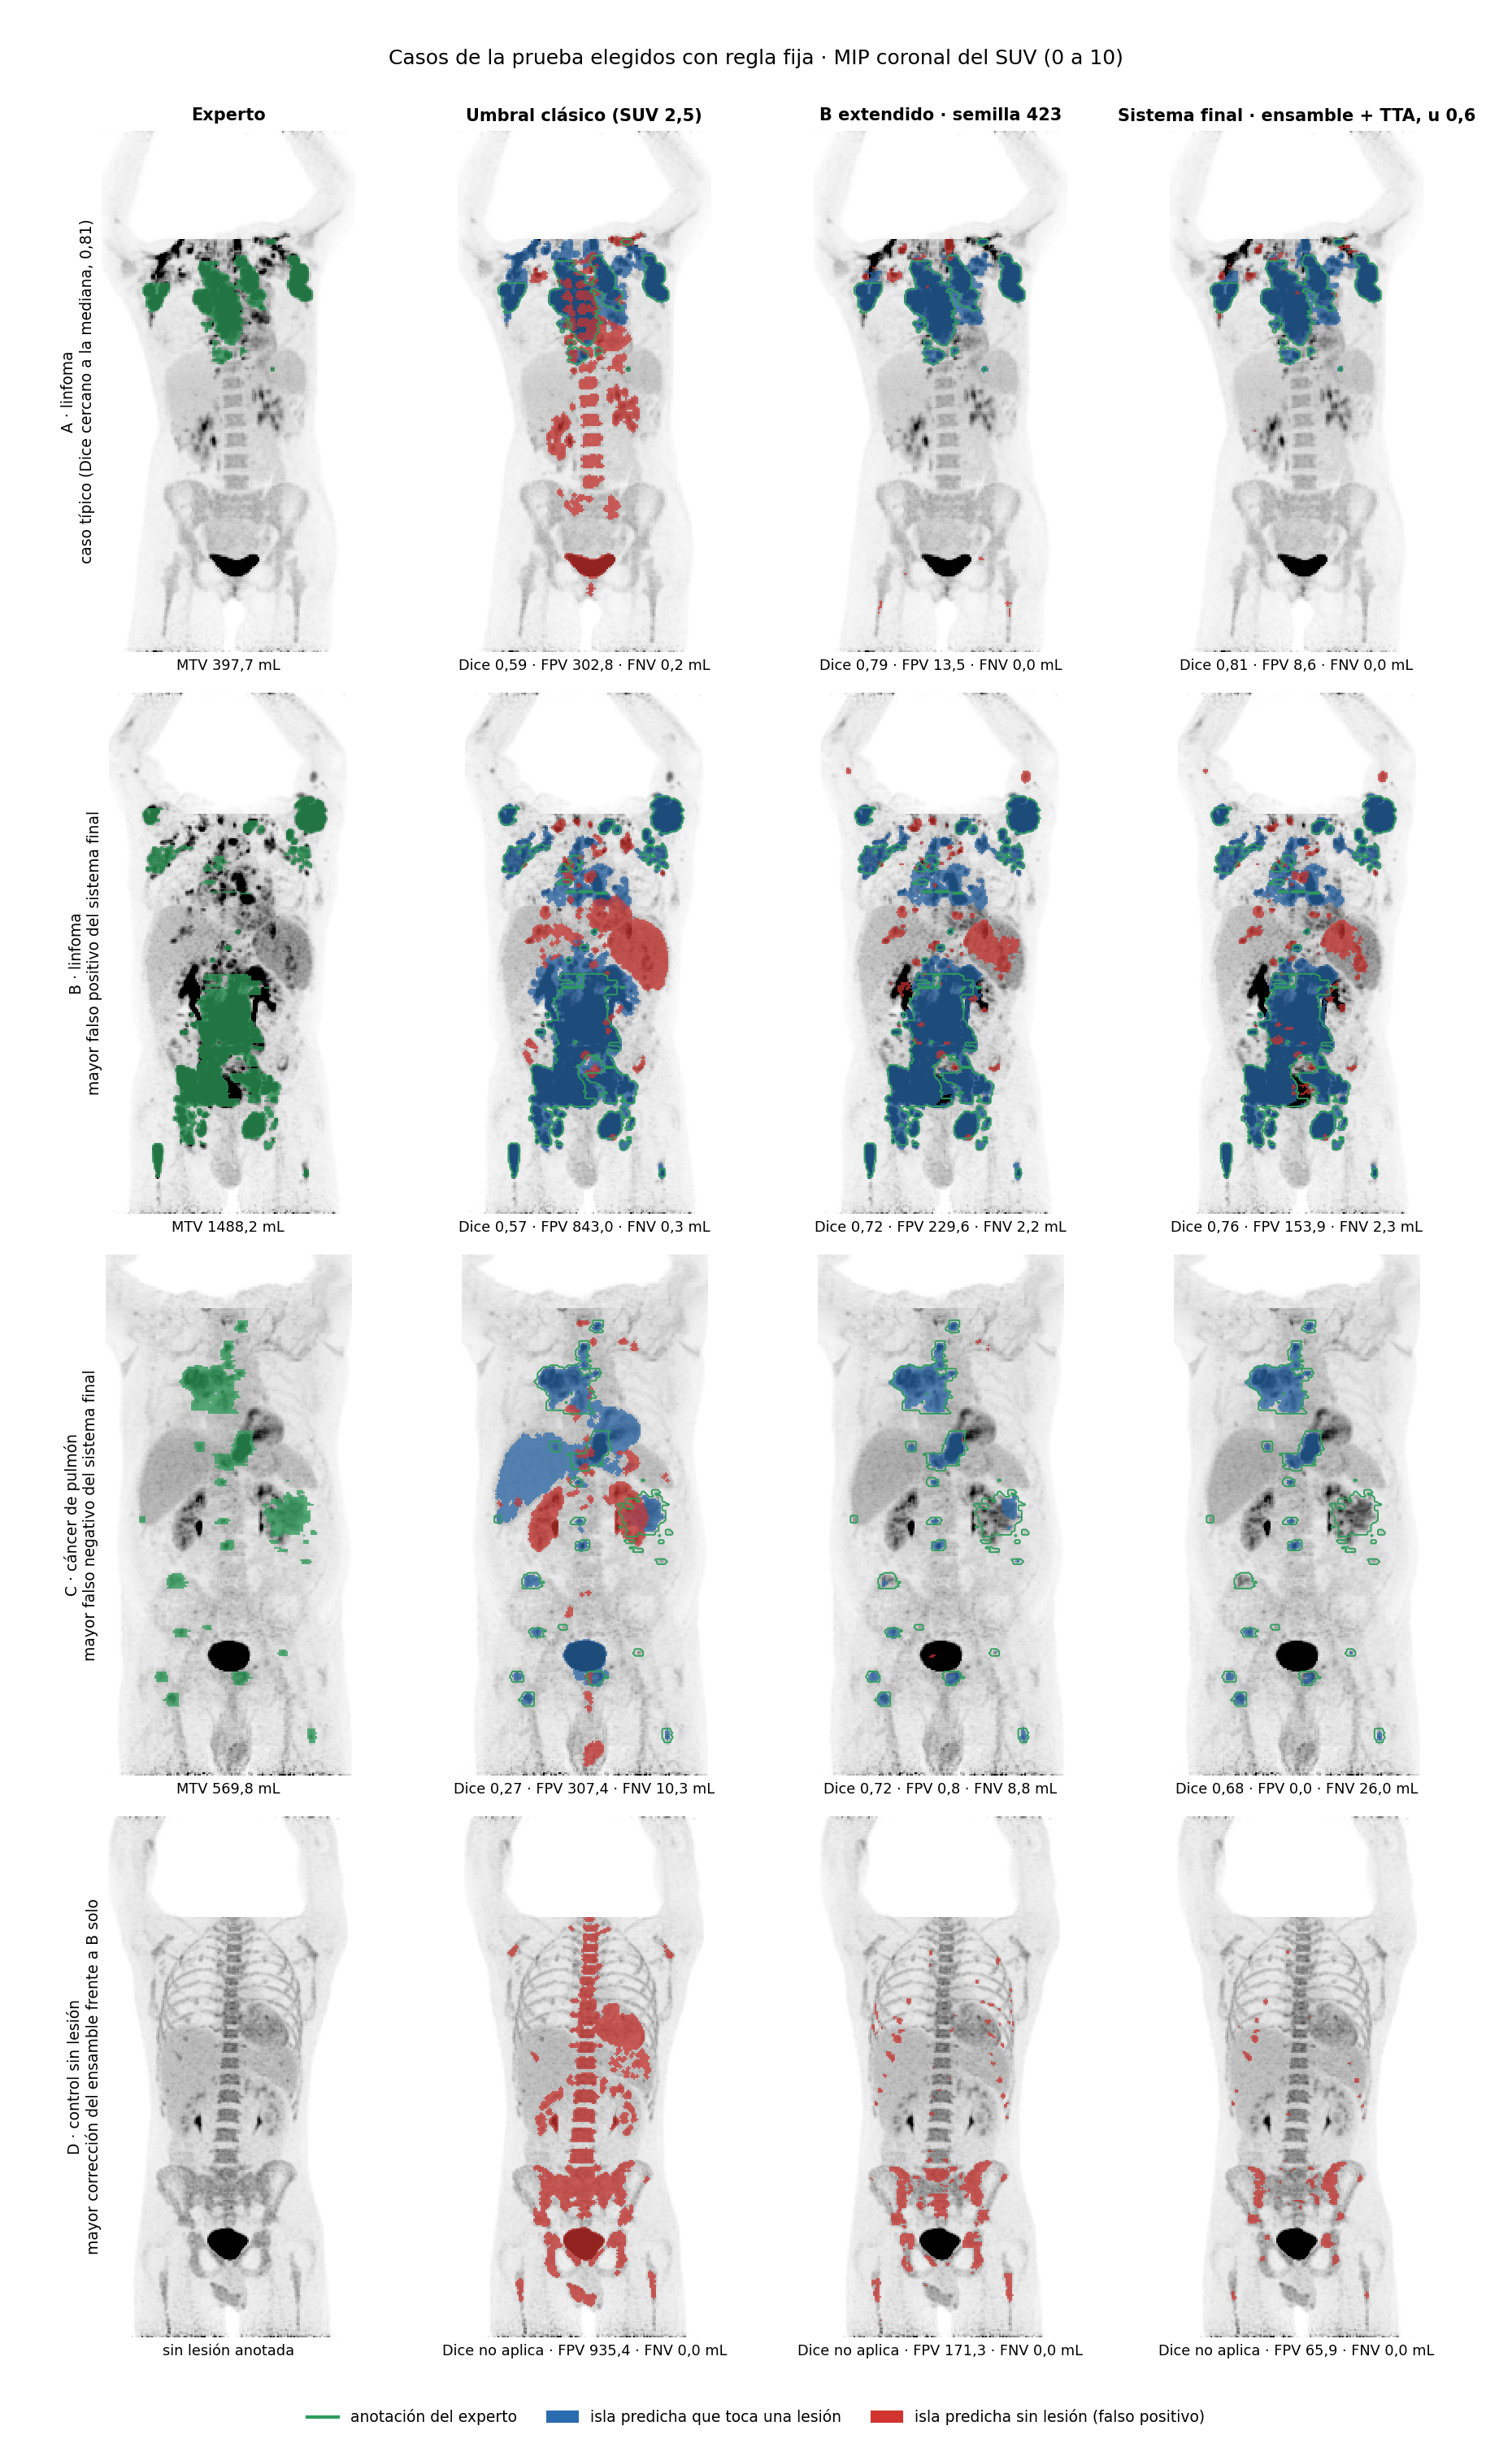 Casos de la prueba elegidos con regla fija · MIP coronal del SUV (0 a 10)
Experto
Umbral clásico (SUV 2,5)
B extendido · semilla 423
Sistema final · ensamble + TTA, u 0,6
A · linfoma
caso típico (Dice cercano a la mediana, 0,81)
MTV 397,7 mL
Dice 0,59 · FPV 302,8 · FNV 0,2 mL
Dice 0,79 · FPV 13,5 · FNV 0,0 mL
Dice 0,81 · FPV 8,6 · FNV 0,0 mL
B · linfoma
mayor falso positivo del sistema final
MTV 1488,2 mL
Dice 0,57 · FPV 843,0 · FNV 0,3 mL
Dice 0,72 · FPV 229,6 · FNV 2,2 mL
Dice 0,76 · FPV 153,9 · FNV 2,3 mL
C · cáncer de pulmón
mayor falso negativo del sistema final
MTV 569,8 mL
Dice 0,27 · FPV 307,4 · FNV 10,3 mL
Dice 0,72 · FPV 0,8 · FNV 8,8 mL
Dice 0,68 · FPV 0,0 · FNV 26,0 mL
D · control sin lesión
mayor corrección del ensamble frente a B solo
sin lesión anotada
Dice no aplica · FPV 935,4 · FNV 0,0 mL
Dice no aplica · FPV 171,3 · FNV 0,0 mL
Dice no aplica · FPV 65,9 · FNV 0,0 mL
anotación del experto
isla predicha que toca una lesión
isla predicha sin lesión (falso positivo)